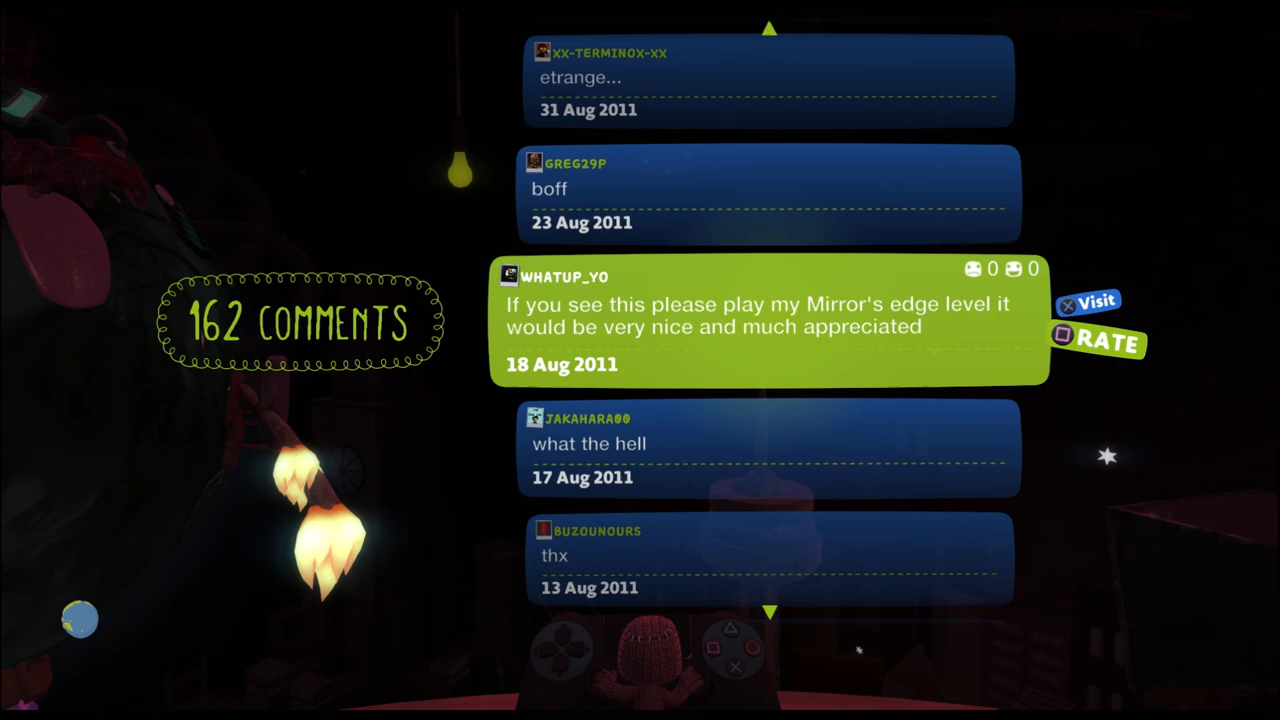 XX-TERMINOX-XX
etrange...
31 Aug 2011
GREG29P
boff
23 Aug 2011
162 COMMENTS
WHATUP_YO
0 0
If you see this please play my Mirror's edge level it
would be very nice and much appreciated
18 Aug 2011
Visit
RATE
JAKAHARA00
what the hell
17 Aug 2011
BUZOUNOURS
thx
13 Aug 2011